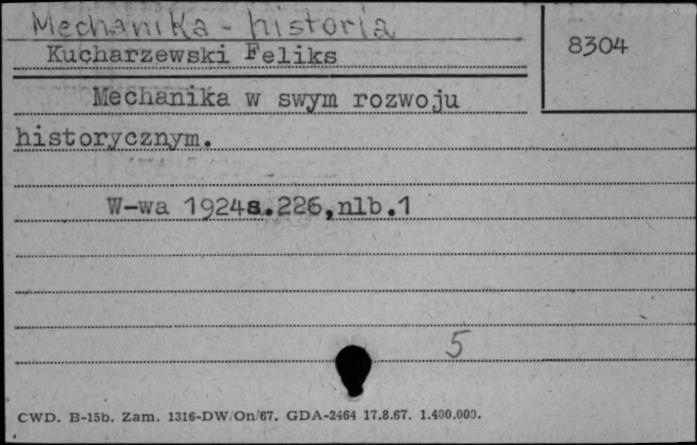 Mechanika - historia
8304
Kucharzewski Feliks
Mechanika w swym rozwoju
historycznym.
W-wa 1924s.226,nlb.1
5
CWD. B-15b. Zam. 1316-DW/On/67. GDA-2464 17.8.67. 1.400.000.